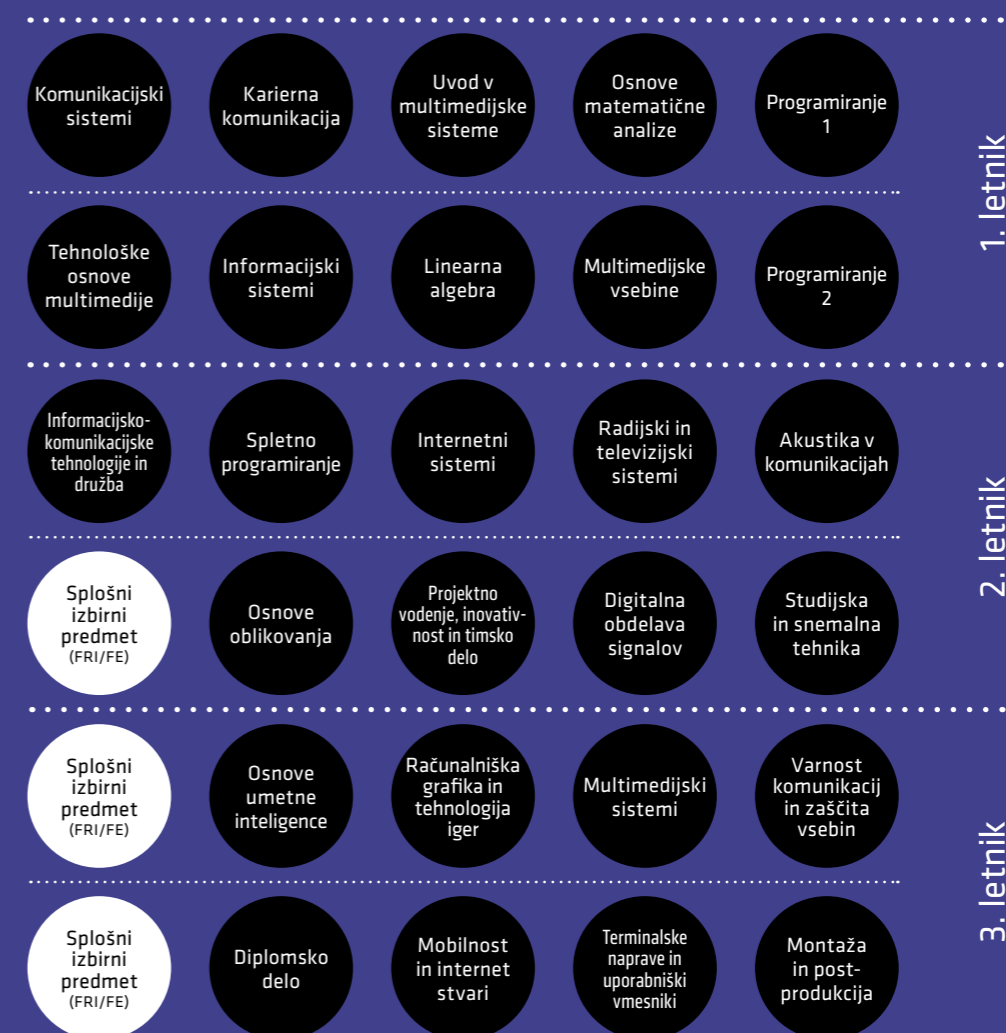 Komunikacijski
sistemi
Karierna
komunikacija
Uvod v
multimedijske
sisteme
Osnove
matematične
analize
Programiranje
1
1. letnik
Tehnološke
osnove
multimedije
Informacijski
sistemi
Linearna
algebra
Multimedijske
vsebine
Programiranje
2
Informacijsko-
komunikacijske
tehnologije in
družba
Spletno
programiranje
Internetni
sistemi
Radijski in
televizijski
sistemi
Akustika v
komunikacijah
2. letnik
Splošni
izbirni
predmet
(FRI/FE)
Osnove
oblikovanja
Projektno
vodenje, inovativ-
nost in timsko
delo
Digitalna
obdelava
signalov
Studijska
in snemalna
tehnika
Splošni
izbirni
predmet
(FRI/FE)
Osnove
umetne
inteligence
Računalniška
grafika in
tehnologija
iger
Multimedijski
sistemi
Varnost
komunikacij
in zaščita
vsebin
3. letnik
Splošni
izbirni
predmet
(FRI/FE)
Diplomsko
delo
Mobilnost
in internet
stvari
Terminalske
naprave in
uporabniški
vmesniki
Montaža
in post-
produkcija